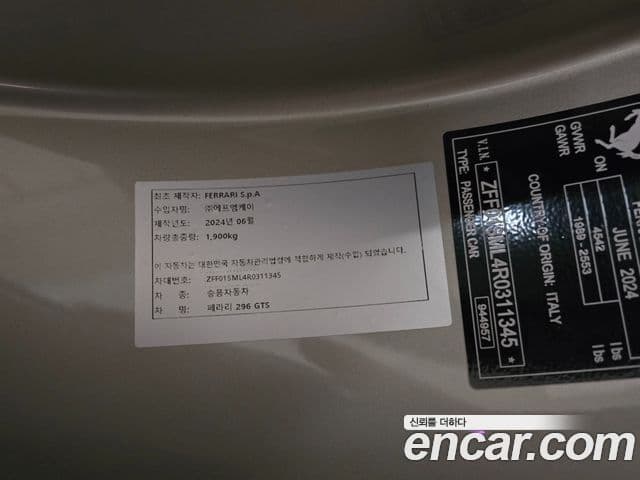 최초 제작자: FERRARI S.p.A
수입자명: ㈜에프엠케이
제작년도: 2024년 06월
차량총중량: 1,900kg
이 자동차는 대한민국 자동차관리법령에 적합하게 제작(수입) 되었습니다.
차대번호: ZFF01SML4R0311345
차 종: 승용자동차
차 명: 페라리 296 GTS
ON JUNE 2024
GVWR 4542 lbs
GAWR 1989 - 2553 lbs
COUNTRY OF ORIGIN: ITALY
V.I.N. * ZFF01SML4R0311345 *
TYPE: PASSENGER CAR 944957
신뢰를 더하다
encar.com